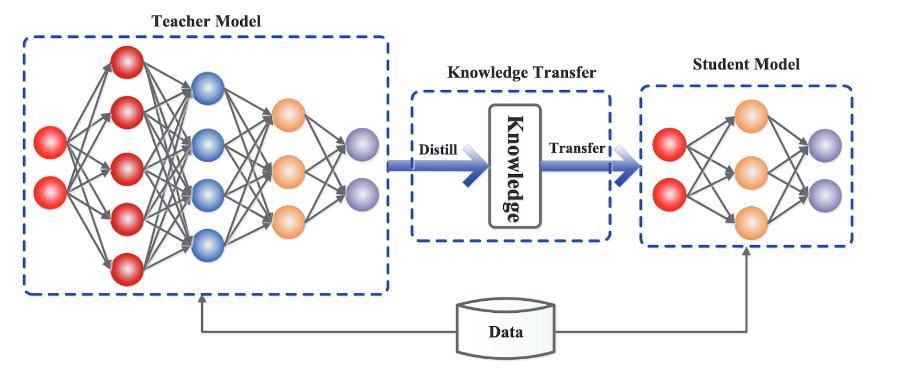 Teacher Model
Knowledge Transfer
Student Model
Distill
Knowledge
Transfer
Data